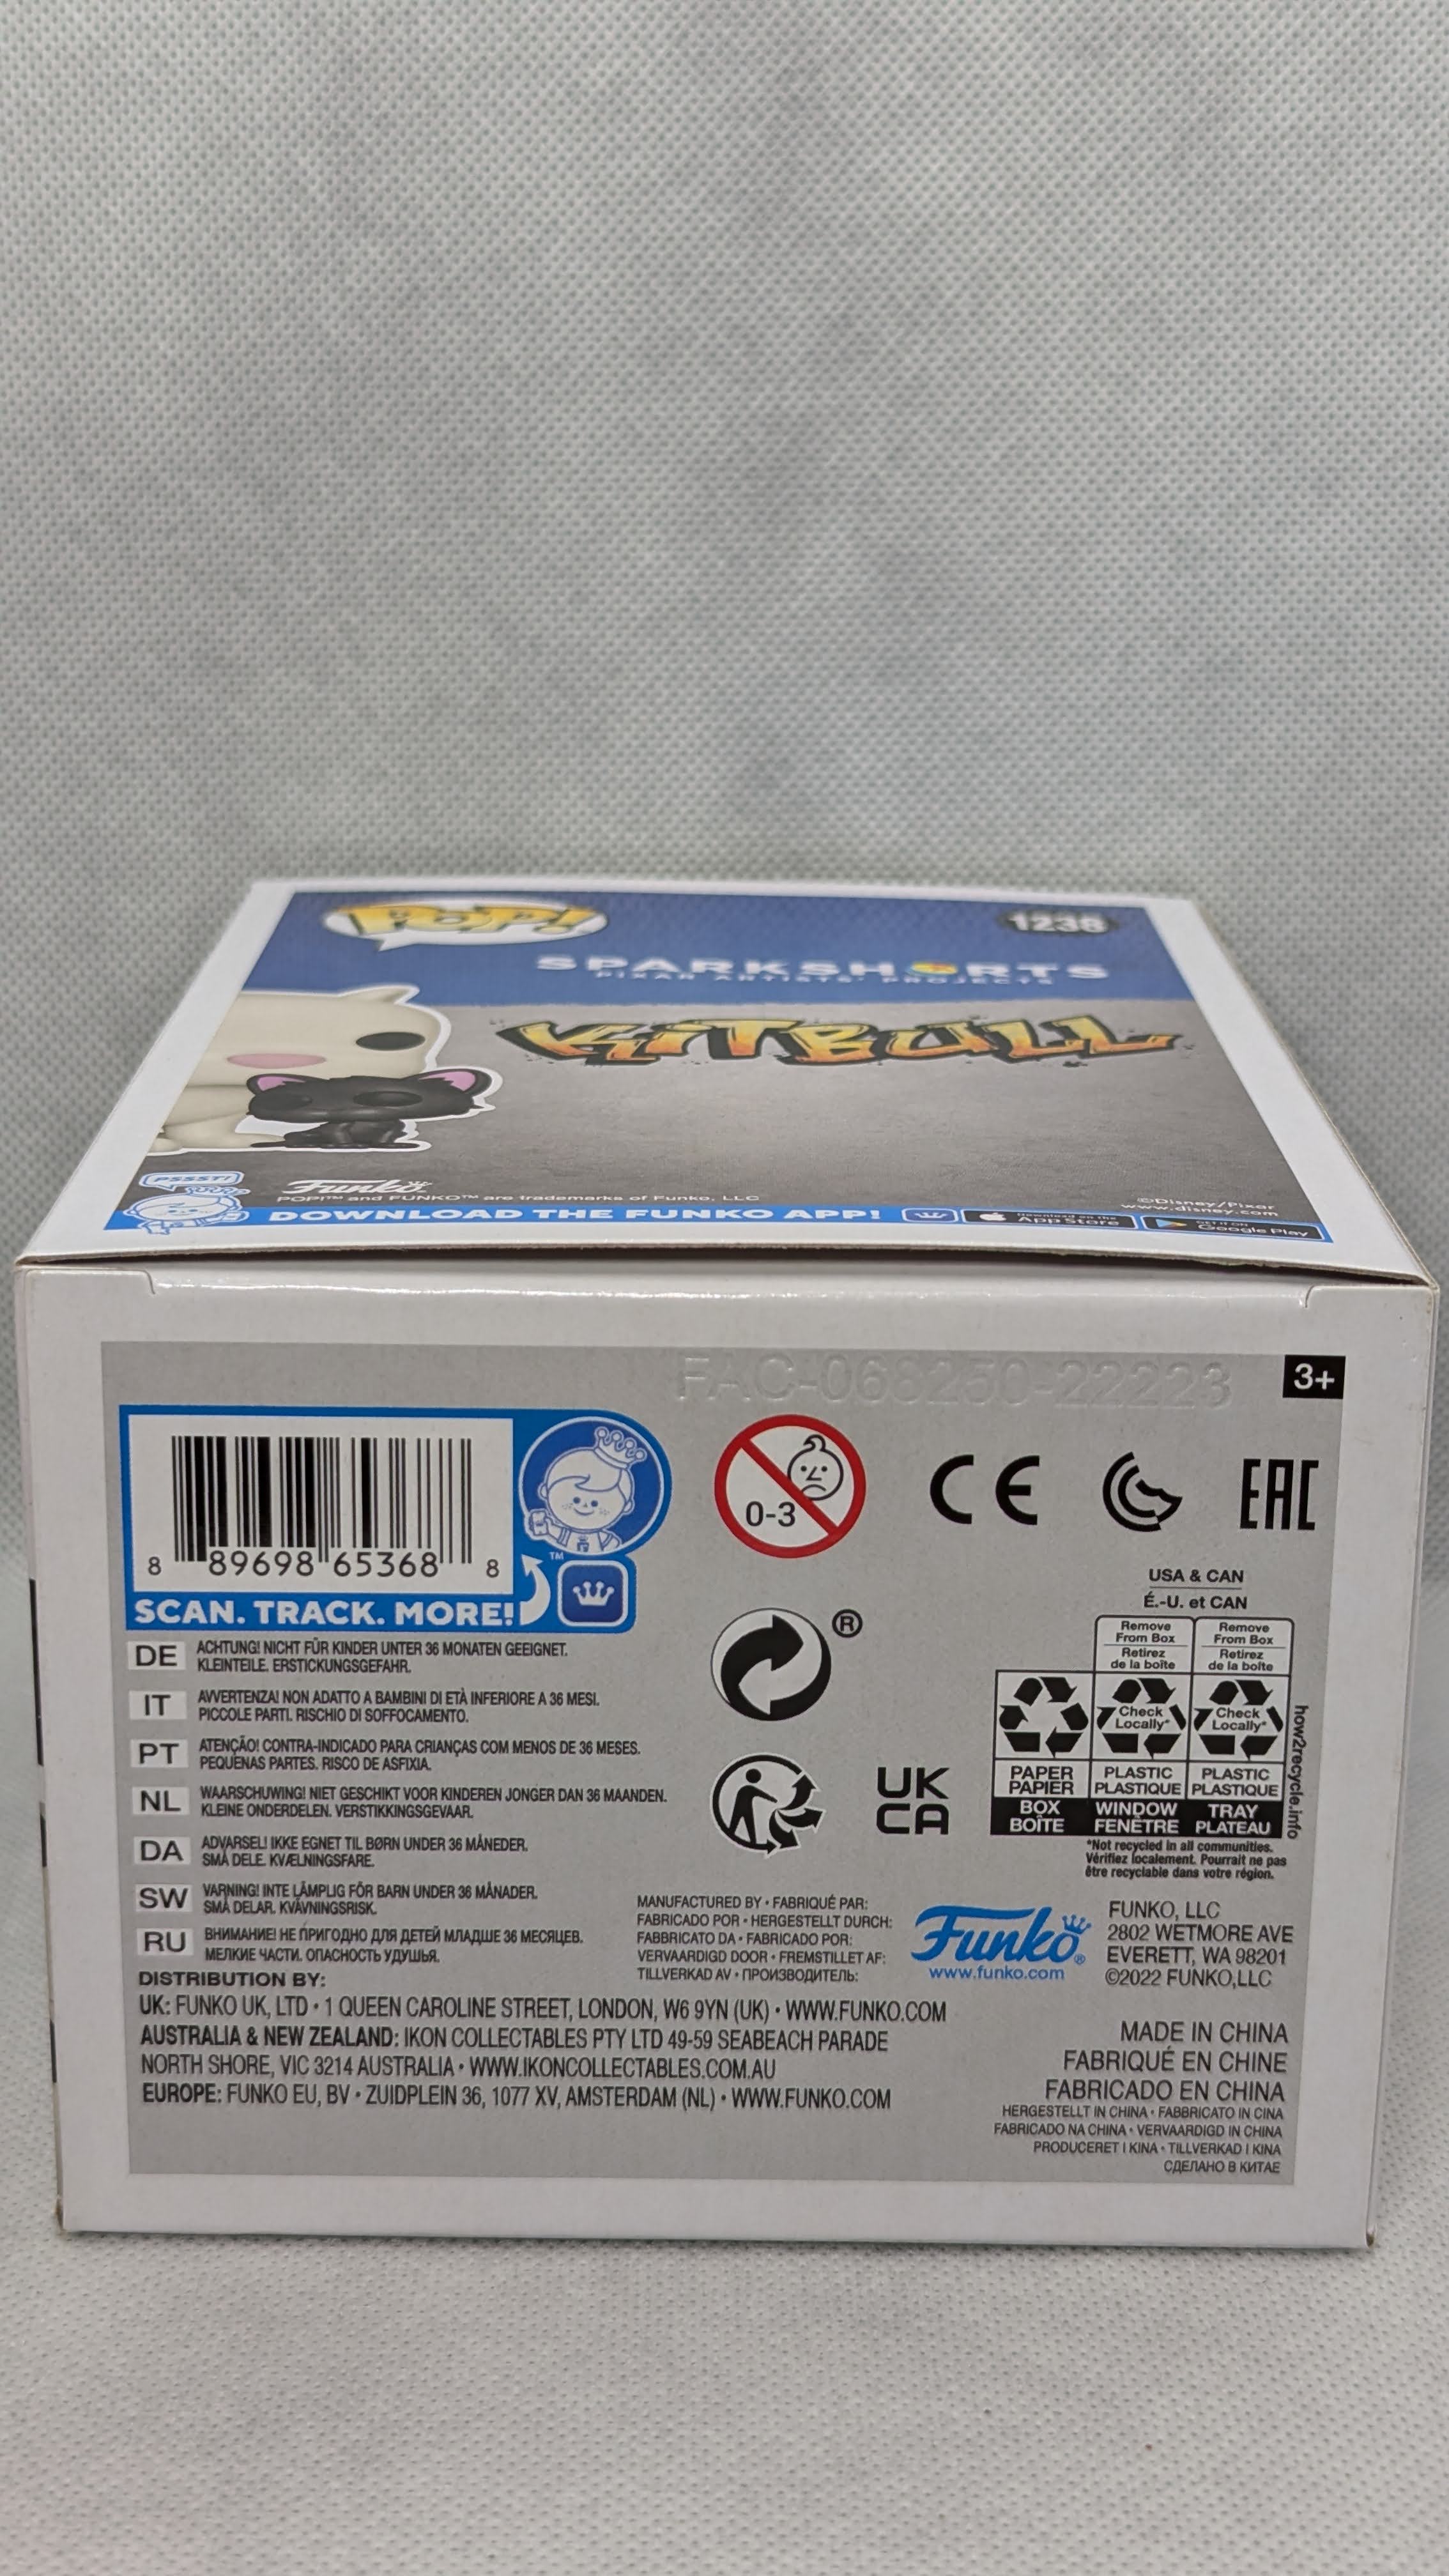 POP!
1238
SPARKSHORTS
PIXAR ARTISTS' PROJECTS
KITBULL
PSSST!
Funko
POP!™ and FUNKO™ are trademarks of Funko, LLC
©Disney/Pixar
www.disney.com
DOWNLOAD THE FUNKO APP!
Download on the
App Store
GET IT ON
Google Play
FAC-060250-22223
3+
8 89698 65368 8
TM
SCAN. TRACK. MORE!
0-3
CE
EAC
DE ACHTUNG! NICHT FÜR KINDER UNTER 36 MONATEN GEEIGNET.
KLEINTEILE. ERSTICKUNGSGEFAHR.
IT AVVERTENZA! NON ADATTO A BAMBINI DI ETÀ INFERIORE A 36 MESI.
PICCOLE PARTI. RISCHIO DI SOFFOCAMENTO.
PT ATENÇÃO! CONTRA-INDICADO PARA CRIANÇAS COM MENOS DE 36 MESES.
PEQUENAS PARTES. RISCO DE ASFIXIA.
NL WAARSCHUWING! NIET GESCHIKT VOOR KINDEREN JONGER DAN 36 MAANDEN.
KLEINE ONDERDELEN. VERSTIKKINGSGEVAAR.
DA ADVARSEL! IKKE EGNET TIL BØRN UNDER 36 MÅNEDER.
SMÅ DELE. KVÆLNINGSFARE.
SW VARNING! INTE LÄMPLIG FÖR BARN UNDER 36 MÅNADER.
SMÅ DELAR. KVÄVNINGSRISK.
RU ВНИМАНИЕ! НЕ ПРИГОДНО ДЛЯ ДЕТЕЙ МЛАДШЕ 36 МЕСЯЦЕВ.
МЕЛКИЕ ЧАСТИ. ОПАСНОСТЬ УДУШЬЯ.
®
UK
CA
USA & CAN
É.-U. et CAN
Remove
From Box
Retirez
de la boîte
Remove
From Box
Retirez
de la boîte
Check
Locally*
Check
Locally*
PAPER
PAPIER
PLASTIC
PLASTIQUE
PLASTIC
PLASTIQUE
BOX
BOÎTE
WINDOW
FENÊTRE
TRAY
PLATEAU
how2recycle.info
*Not recycled in all communities.
Vérifiez localement. Pourrait ne pas
être recyclable dans votre région.
MANUFACTURED BY • FABRIQUÉ PAR:
FABRICADO POR • HERGESTELLT DURCH:
FABBRICATO DA • FABRICADO POR:
VERVAARDIGD DOOR • FREMSTILLET AF:
TILLVERKAD AV • ПРОИЗВОДИТЕЛЬ:
Funko®
www.funko.com
FUNKO, LLC
2802 WETMORE AVE
EVERETT, WA 98201
©2022 FUNKO,LLC
DISTRIBUTION BY:
UK: FUNKO UK, LTD • 1 QUEEN CAROLINE STREET, LONDON, W6 9YN (UK) • WWW.FUNKO.COM
AUSTRALIA & NEW ZEALAND: IKON COLLECTABLES PTY LTD 49-59 SEABEACH PARADE
NORTH SHORE, VIC 3214 AUSTRALIA • WWW.IKONCOLLECTABLES.COM.AU
EUROPE: FUNKO EU, BV • ZUIDPLEIN 36, 1077 XV, AMSTERDAM (NL) • WWW.FUNKO.COM
MADE IN CHINA
FABRIQUÉ EN CHINE
FABRICADO EN CHINA
HERGESTELLT IN CHINA • FABBRICATO IN CINA
FABRICADO NA CHINA • VERVAARDIGD IN CHINA
PRODUCERET I KINA • TILLVERKAD I KINA
СДЕЛАНО В КИТАЕ